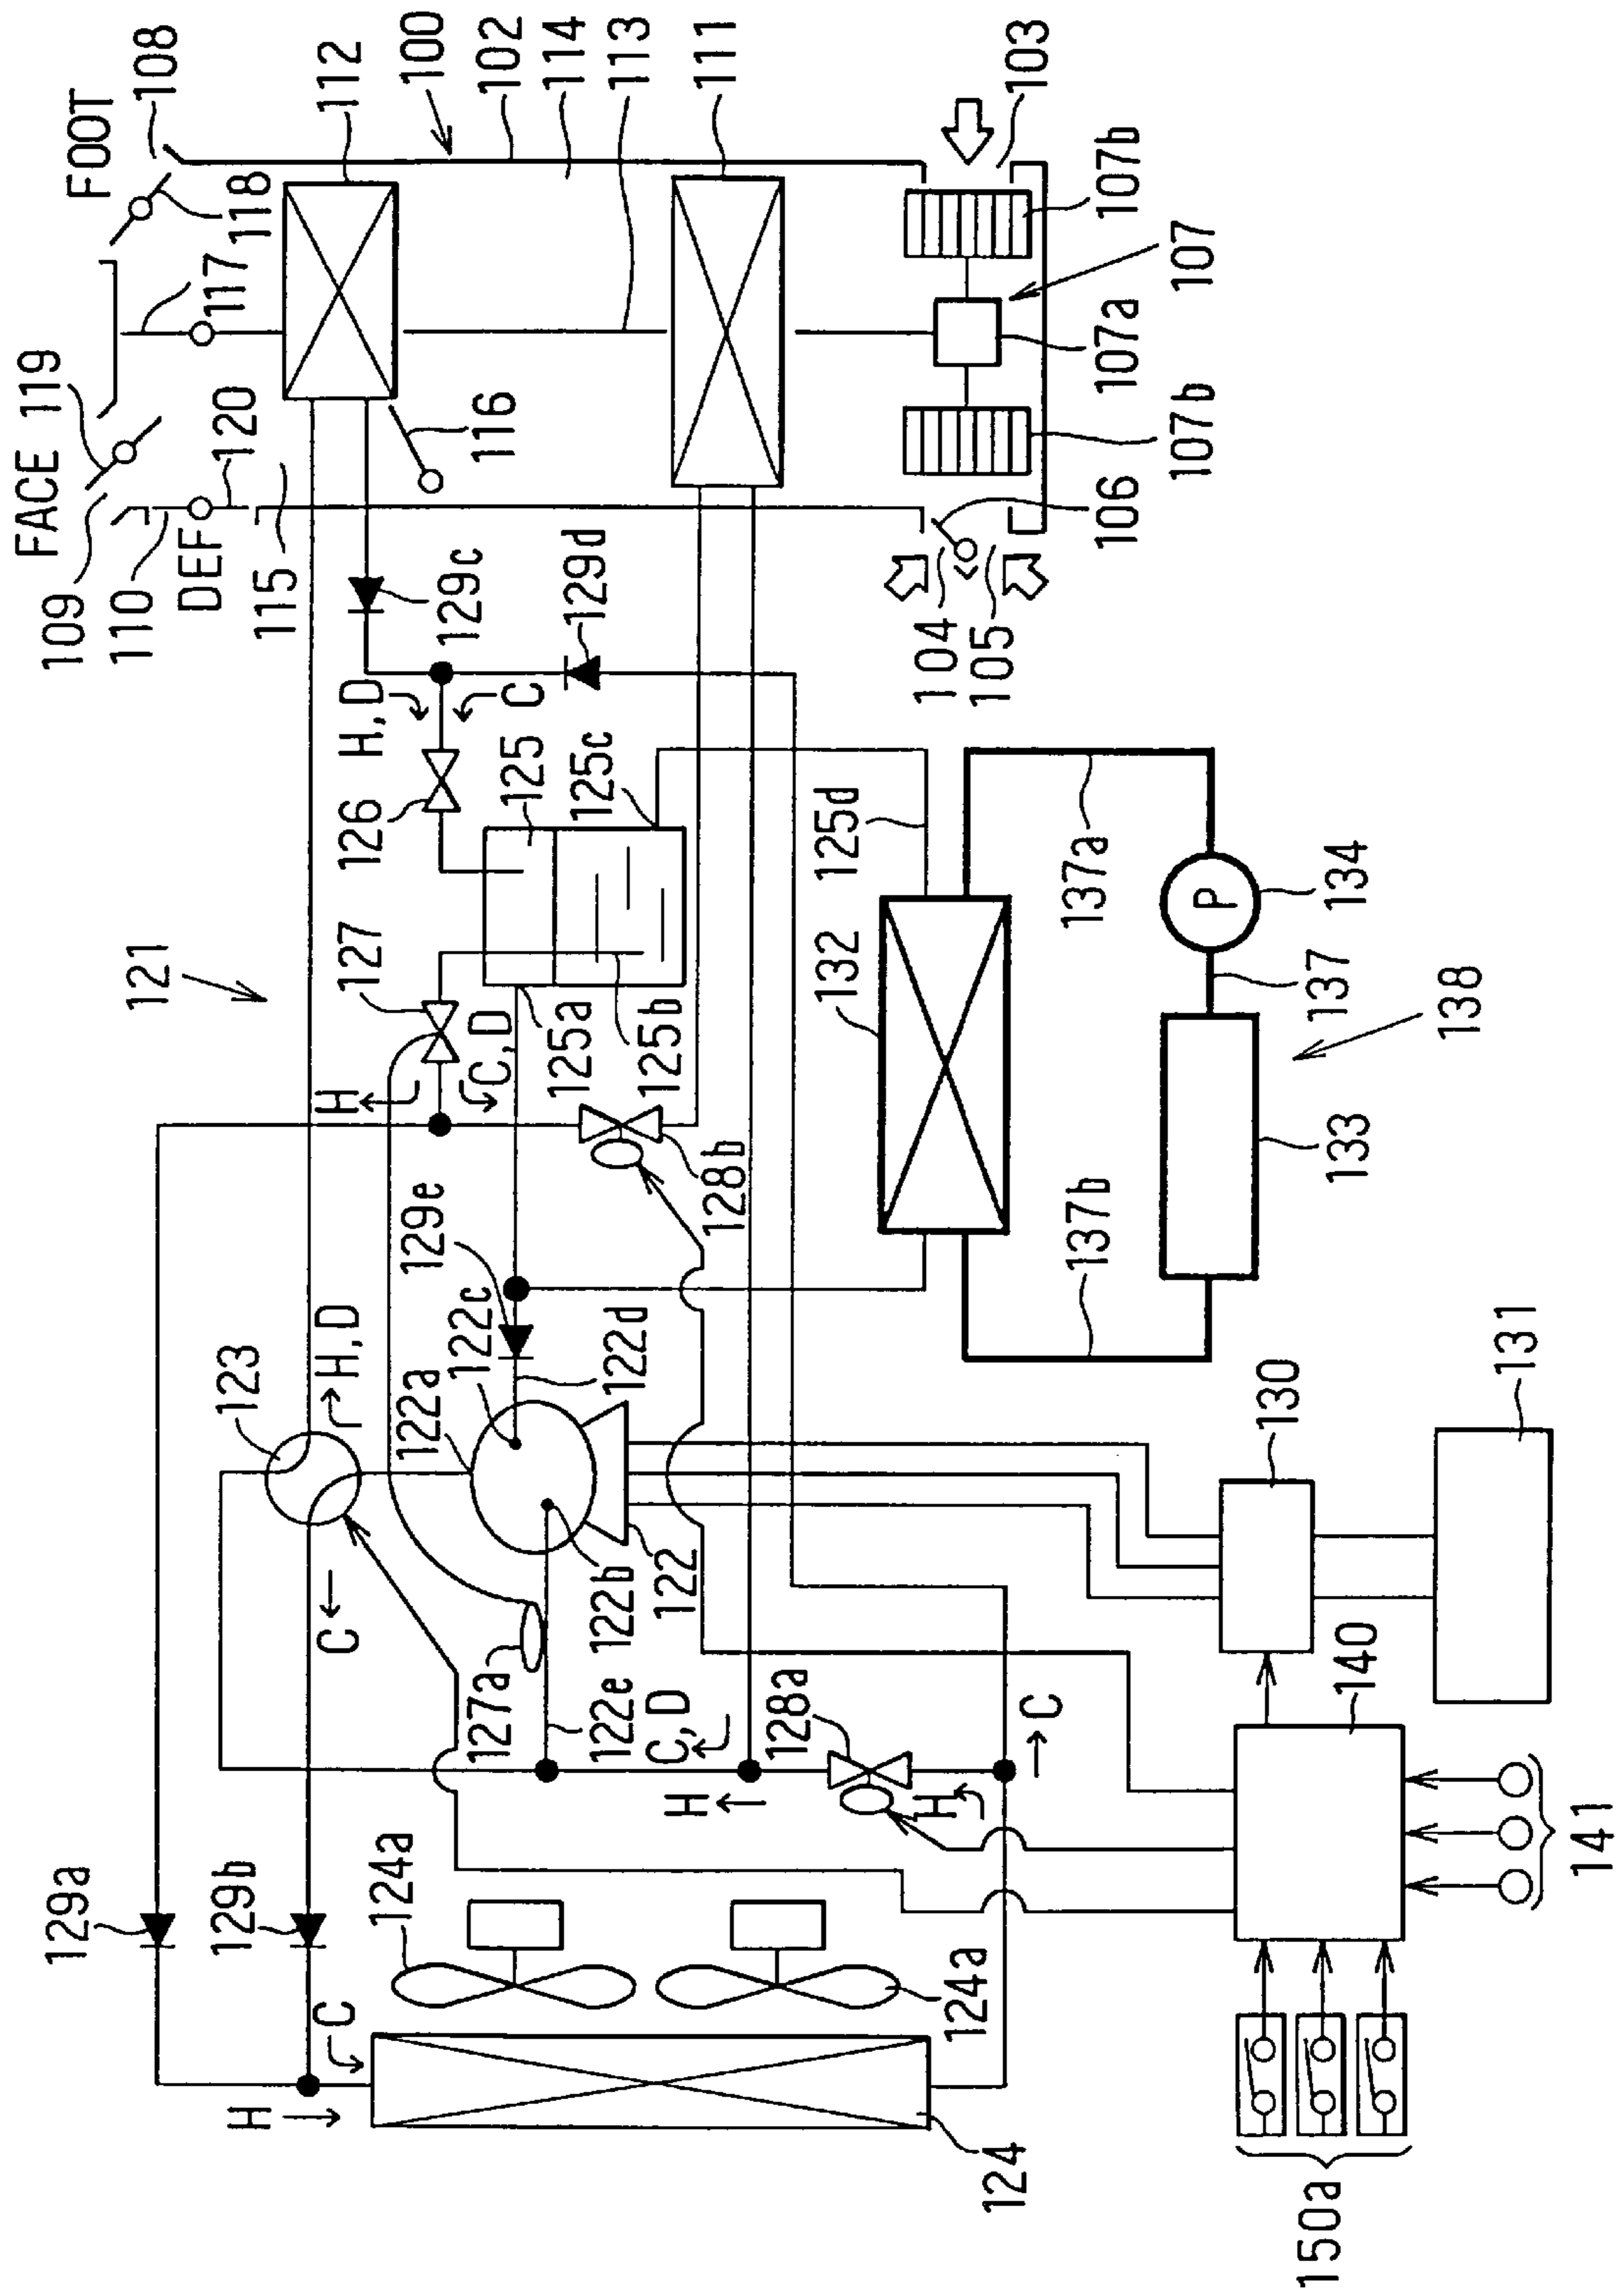 FACE 119
129a
109
FOOT
110
121
108
DEF
H
129b
123
120
117
118
115
C
C
H,D
H
127
126
H,D
112
124a
122a
129e
100
129c
122c
127a
C,D
116
102
125
C
125a
114
125c
129d
122e
122b
122d
113
C,D
125b
H
122
128b
111
128a
132
125d
H
104
124a
105
124
103
C
137b
137a
106
107a
107b
107b
107
P
130
150a
133
137
134
140
138
131
141